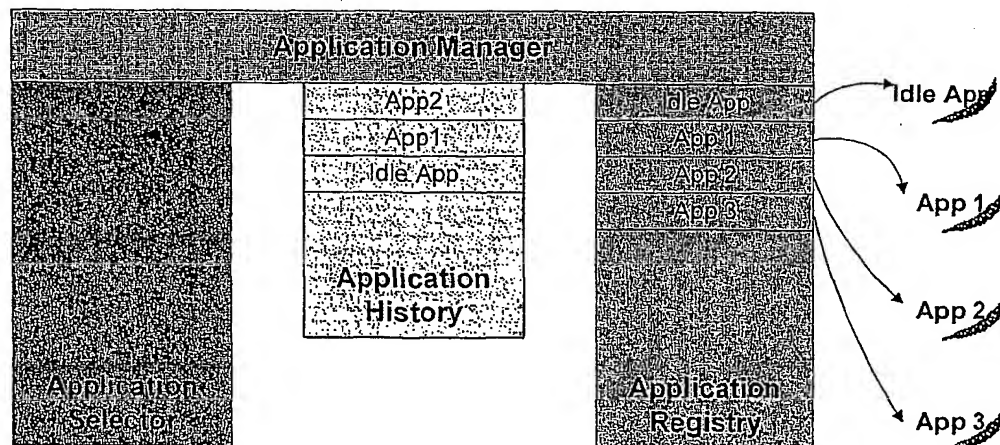 Application Manager
App2
App1
Idle App
Application
History
Application
Selector
Idle App
App 1
App 2
App 3
Application
Registry
Idle App
App 1
App 2
App 3